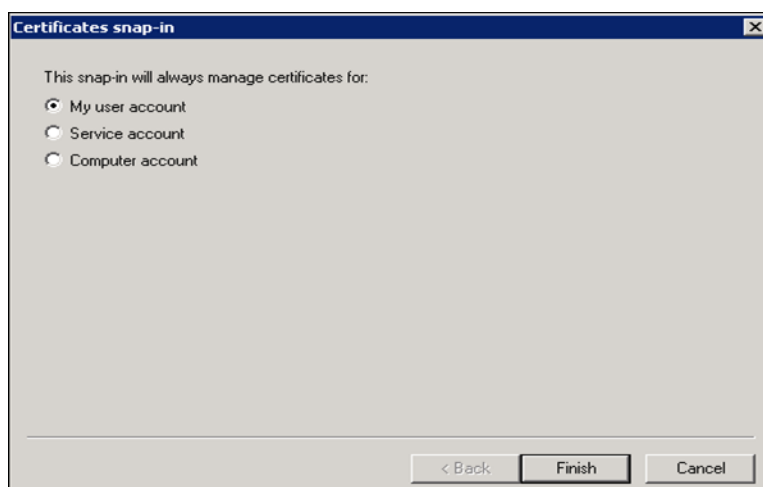 Certificates snap-in
This snap-in will always manage certificates for:
My user account
Service account
Computer account
< Back Finish Cancel